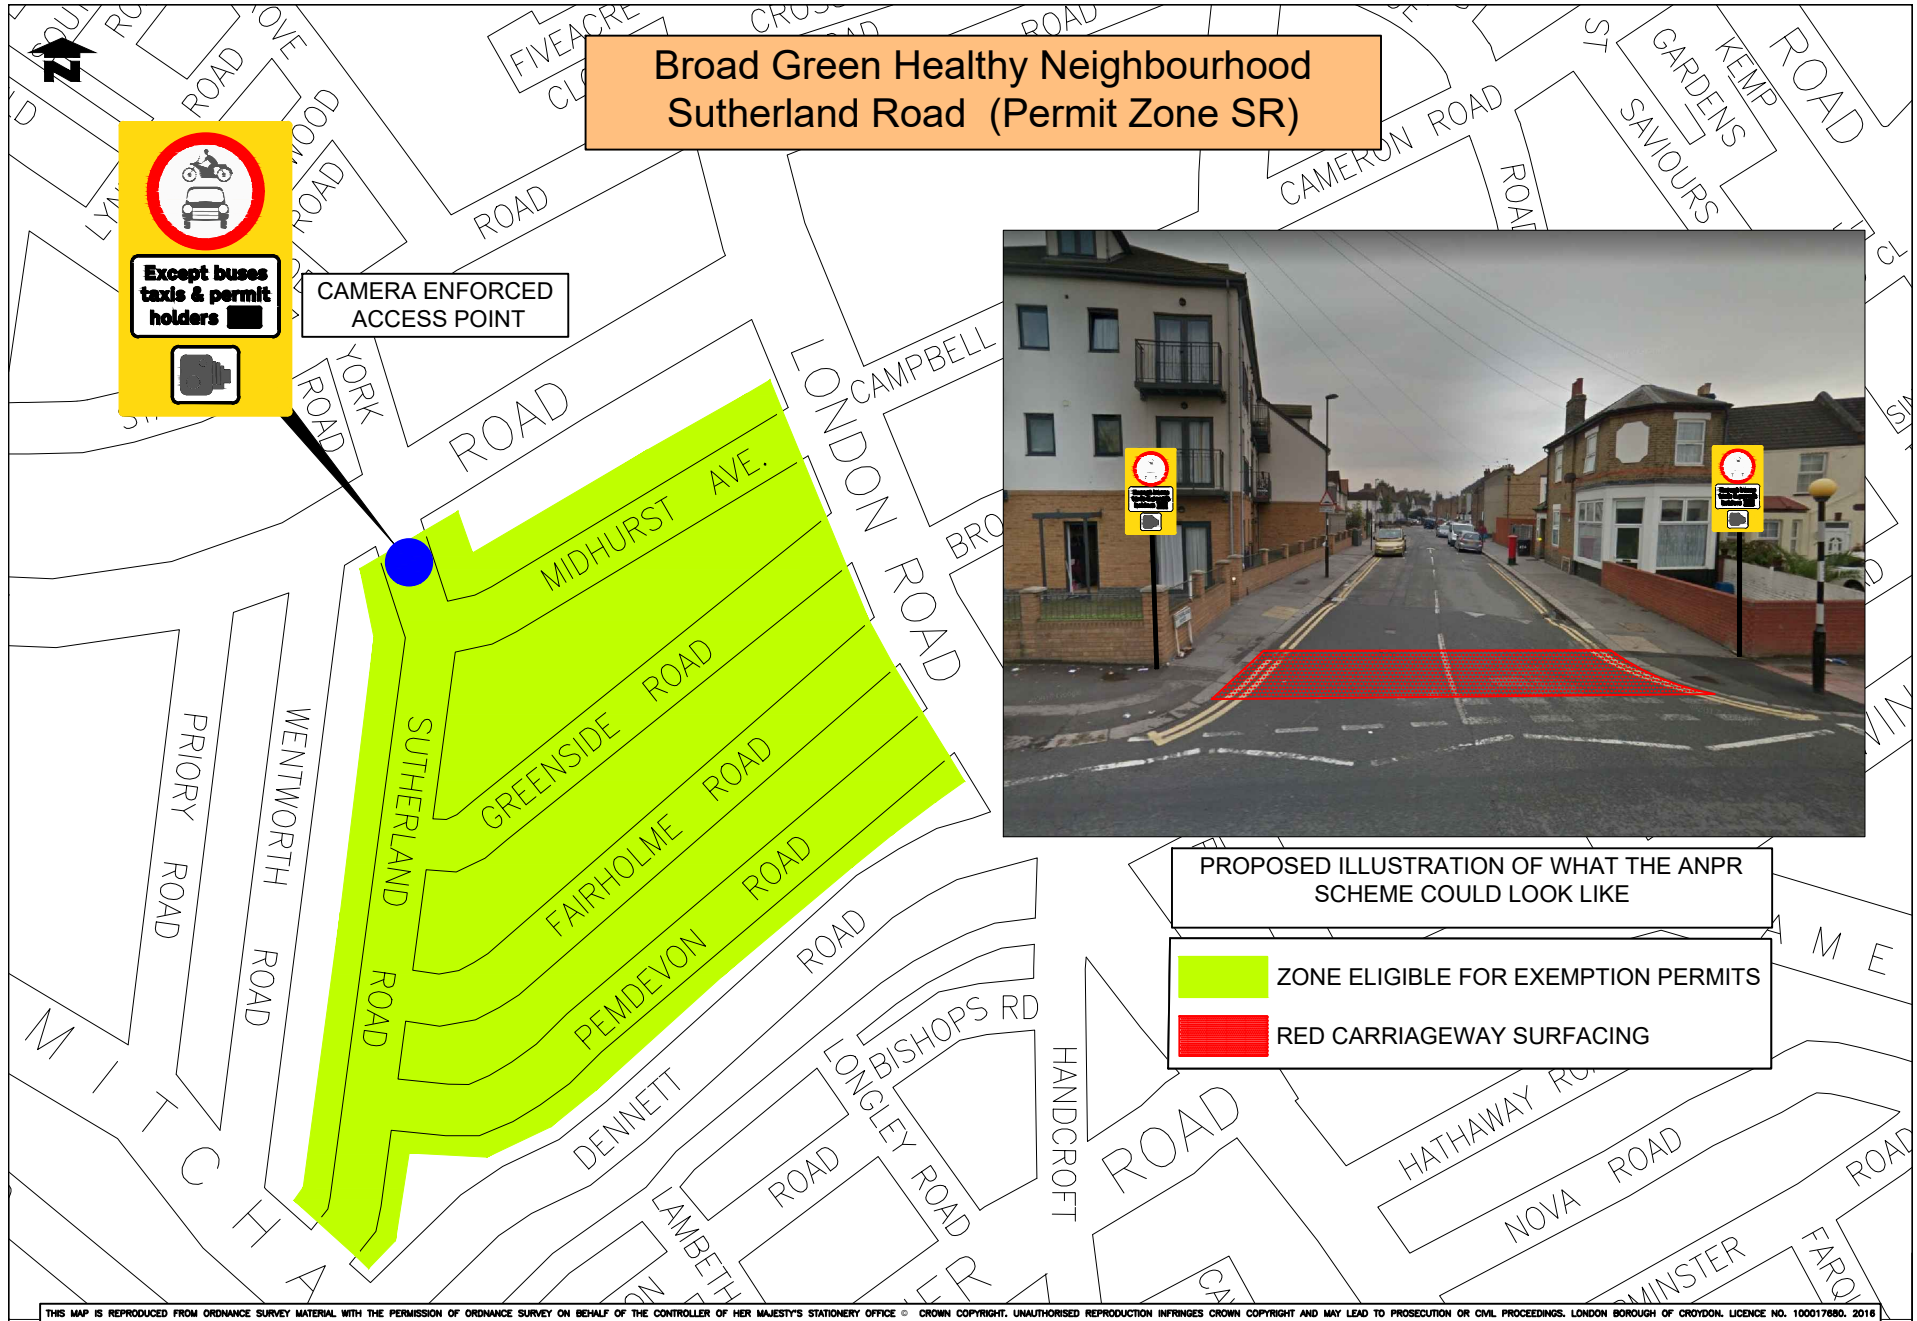 Broad Green Healthy Neighbourhood
Sutherland Road (Permit Zone SR)
N
Except buses
taxis & permit
holders
CAMERA ENFORCED
ACCESS POINT
FIVEACRE
ROAD
ROAD
ROAD
ROAD
ROAD
CAMERON ROAD
ROAD
ST
GARDENS
KEMP
ROAD
SAVIOURS
YORK
ROAD
ROAD
LONDON ROAD
CAMPBELL
MIDHURST AVE.
GREENSIDE ROAD
FAIRHOLME ROAD
PEMDEVON ROAD
SUTHERLAND ROAD
WENTWORTH ROAD
PRIORY ROAD
DENNETT ROAD
BISHOPS RD
LONGLEY ROAD
HANDCROFT
ROAD
ROAD
LAMBETH
MITCHA
HATHAWAY
NOVA ROAD
ROAD
PROPOSED ILLUSTRATION OF WHAT THE ANPR
SCHEME COULD LOOK LIKE
ZONE ELIGIBLE FOR EXEMPTION PERMITS
RED CARRIAGEWAY SURFACING
THIS MAP IS REPRODUCED FROM ORDNANCE SURVEY MATERIAL WITH THE PERMISSION OF ORDNANCE SURVEY ON BEHALF OF THE CONTROLLER OF HER MAJESTY'S STATIONERY OFFICE © CROWN COPYRIGHT. UNAUTHORISED REPRODUCTION INFRINGES CROWN COPYRIGHT AND MAY LEAD TO PROSECUTION OR CIVIL PROCEEDINGS. LONDON BOROUGH OF CROYDON. LICENCE NO. 100017680. 2016